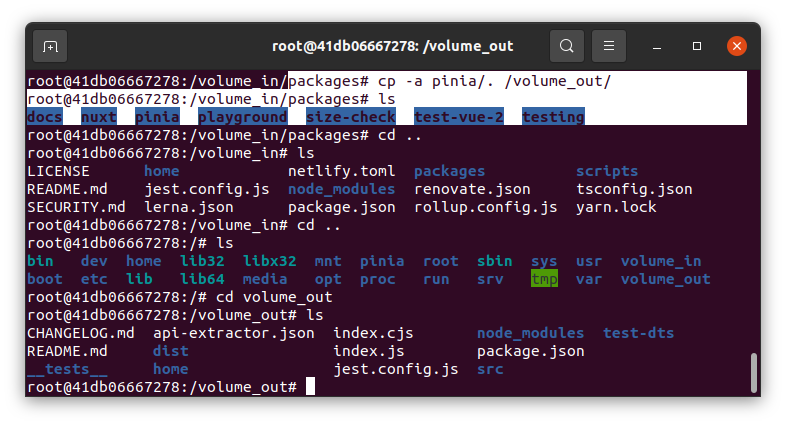 root@41db06667278: /volume_out
root@41db06667278:/volume_in/packages# cp -a pinia/. /volume_out/
root@41db06667278:/volume_in/packages# ls
docs  nuxt  pinia  playground  size-check  test-vue-2  testing
root@41db06667278:/volume_in/packages# cd ..
root@41db06667278:/volume_in# ls
LICENSE      home            netlify.toml  packages          scripts
README.md    jest.config.js  node_modules  renovate.json     tsconfig.json
SECURITY.md  lerna.json      package.json  rollup.config.js  yarn.lock
root@41db06667278:/volume_in# cd ..
root@41db06667278:/# ls
bin   dev  home  lib32  libx32  mnt  pinia  root  sbin  sys  usr  volume_in
boot  etc  lib   lib64  media   opt  proc   run   srv   tmp  var  volume_out
root@41db06667278:/# cd volume_out
root@41db06667278:/volume_out# ls
CHANGELOG.md  api-extractor.json  index.cjs       node_modules  test-dts
README.md     dist                index.js        package.json
__tests__     home                jest.config.js  src
root@41db06667278:/volume_out#